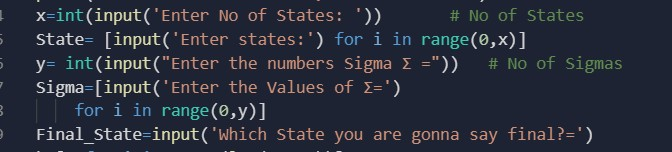 x=int(input('Enter No of States: '))        # No of States
State= [input('Enter states:') for i in range(0,x)]
y= int(input("Enter the numbers Sigma Σ ="))   # No of Sigmas
Sigma=[input('Enter the Values of Σ=')
    for i in range(0,y)]
Final_State=input('Which State you are gonna say final?=')